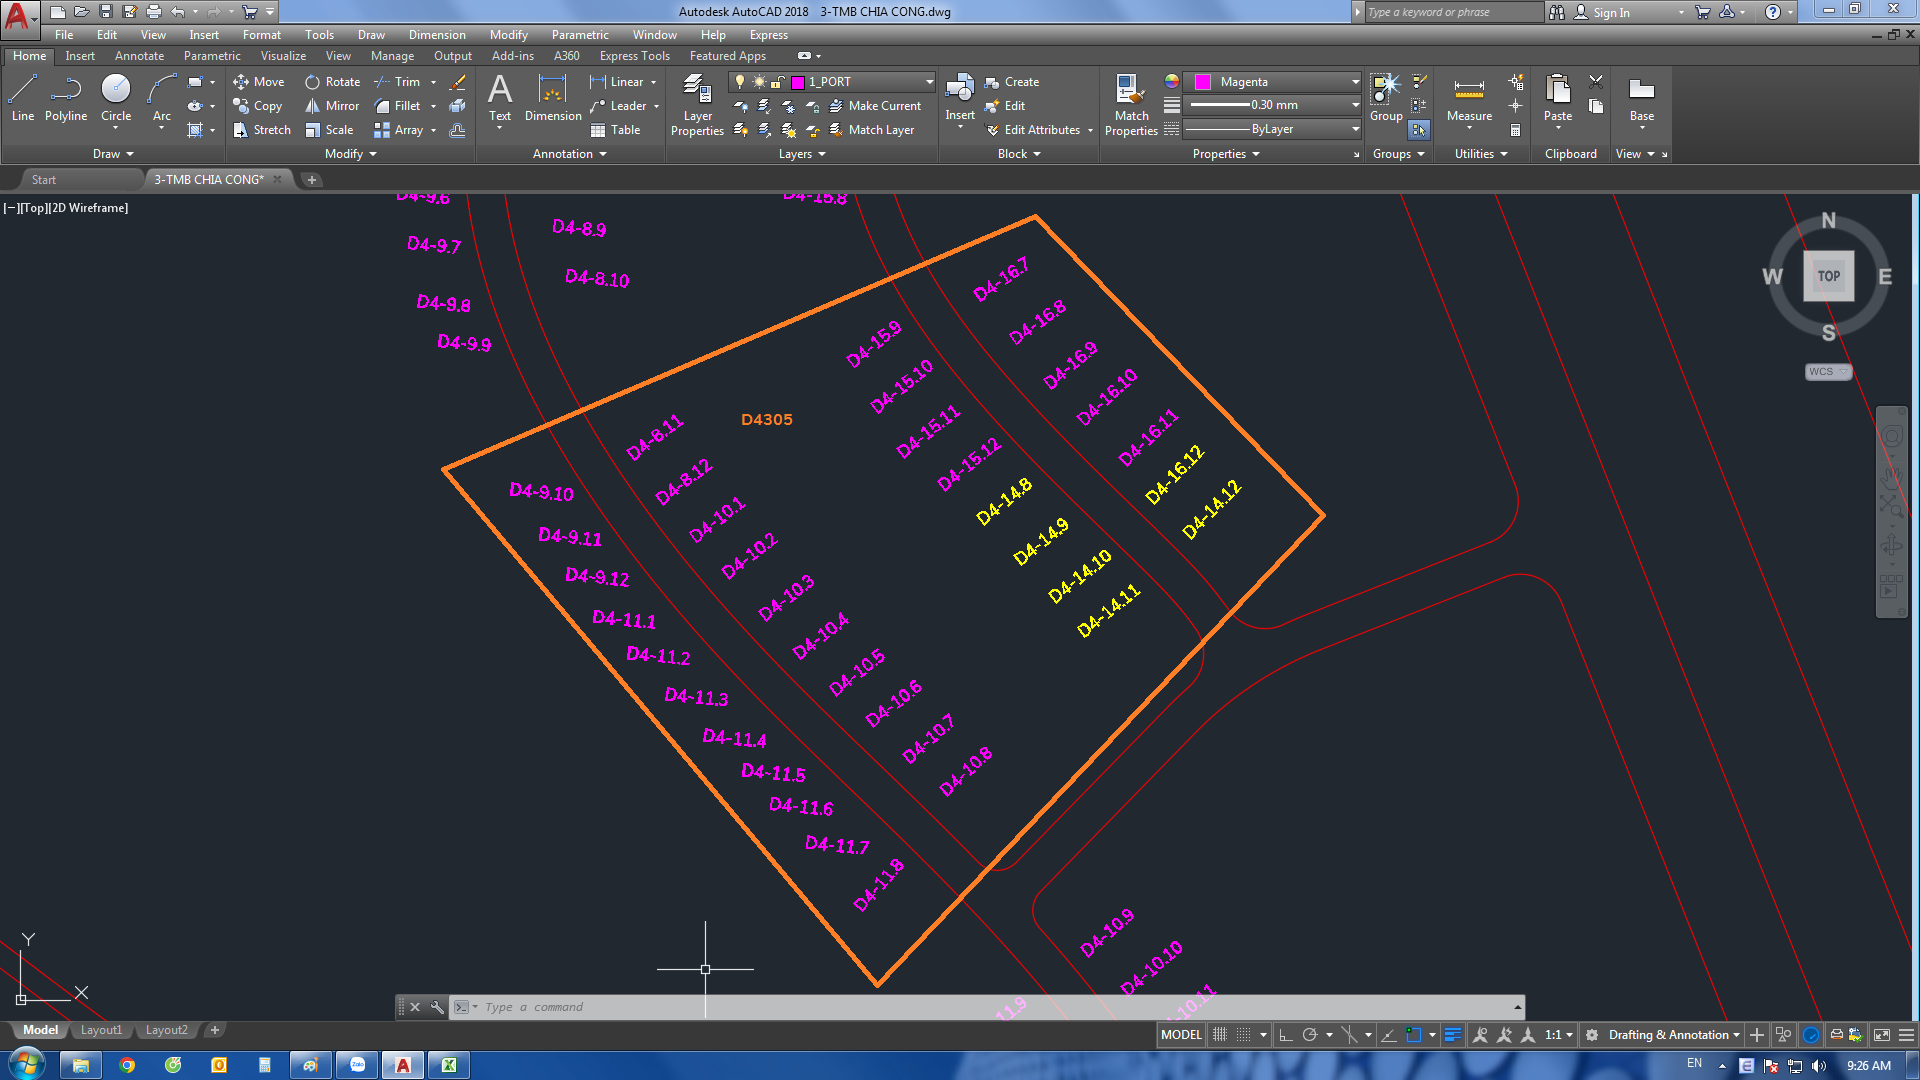 Autodesk AutoCAD 2018 3-TMB CHIA CONG.dwg
Type a keyword or phrase
Sign In
File Edit View Insert Format Tools Draw Dimension Modify Parametric Window Help Express
Home Insert Annotate Parametric Visualize View Manage Output Add-ins A360 Express Tools Featured Apps
Line Polyline Circle Arc
Move Rotate Trim
Copy Mirror Fillet
Stretch Scale Array
Text Dimension
Linear
Leader
Table
Layer Properties
1_PORT
Make Current
Match Layer
Insert
Create
Edit
Edit Attributes
Match Properties
Magenta
0.30 mm
ByLayer
Group
Measure
Paste
Base
Draw Modify Annotation Layers Block Properties Groups Utilities Clipboard View
Start 3-TMB CHIA CONG*
[−][Top][2D Wireframe]
N
W TOP E
S
WCS
D4-9.6
D4-9.7
D4-9.8
D4-9.9
D4-8.9
D4-8.10
D4-15.8
D4305
D4-9.10
D4-9.11
D4-9.12
D4-11.1
D4-11.2
D4-11.3
D4-11.4
D4-11.5
D4-11.6
D4-11.7
D4-11.8
D4-8.11
D4-8.12
D4-10.1
D4-10.2
D4-10.3
D4-10.4
D4-10.5
D4-10.6
D4-10.7
D4-10.8
D4-15.9
D4-15.10
D4-15.11
D4-15.12
D4-14.8
D4-14.9
D4-14.10
D4-14.11
D4-16.7
D4-16.8
D4-16.9
D4-16.10
D4-16.11
D4-16.12
D4-14.12
D4-10.9
D4-10.10
Y
X
Type a command
Model Layout1 Layout2
MODEL 1:1 Drafting & Annotation
Zalo
EN 9:26 AM